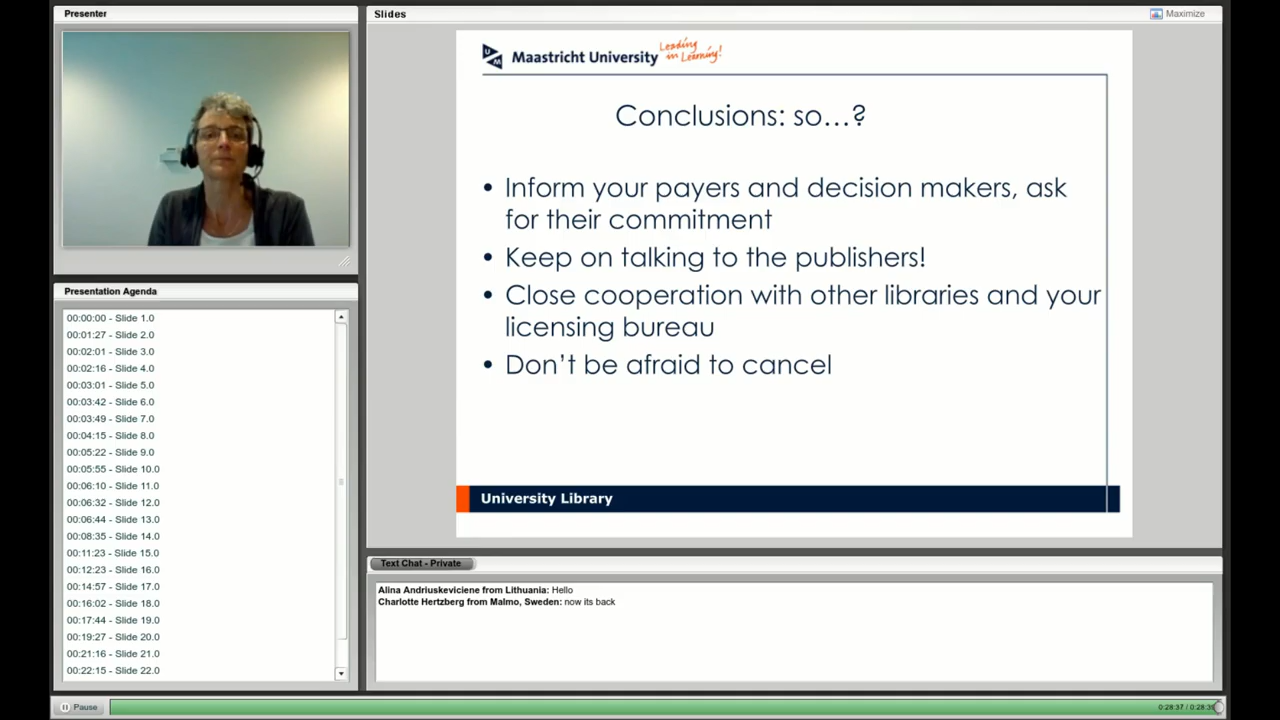 Presenter
Slides
Maximize
UM
Maastricht University
Leading
in Learning!
Conclusions: so…?
• Inform your payers and decision makers, ask
for their commitment
• Keep on talking to the publishers!
• Close cooperation with other libraries and your
licensing bureau
• Don’t be afraid to cancel
University Library
Presentation Agenda
00:00:00 - Slide 1.0
00:01:27 - Slide 2.0
00:02:01 - Slide 3.0
00:02:16 - Slide 4.0
00:03:01 - Slide 5.0
00:03:42 - Slide 6.0
00:03:49 - Slide 7.0
00:04:15 - Slide 8.0
00:05:22 - Slide 9.0
00:05:55 - Slide 10.0
00:06:10 - Slide 11.0
00:06:32 - Slide 12.0
00:06:44 - Slide 13.0
00:08:35 - Slide 14.0
00:11:23 - Slide 15.0
00:12:23 - Slide 16.0
00:14:57 - Slide 17.0
00:16:02 - Slide 18.0
00:17:44 - Slide 19.0
00:19:27 - Slide 20.0
00:21:16 - Slide 21.0
00:22:15 - Slide 22.0
Text Chat - Private
Alina Andriuskeviciene from Lithuania: Hello
Charlotte Hertzberg from Malmo, Sweden: now its back
Pause
0:28:37 /